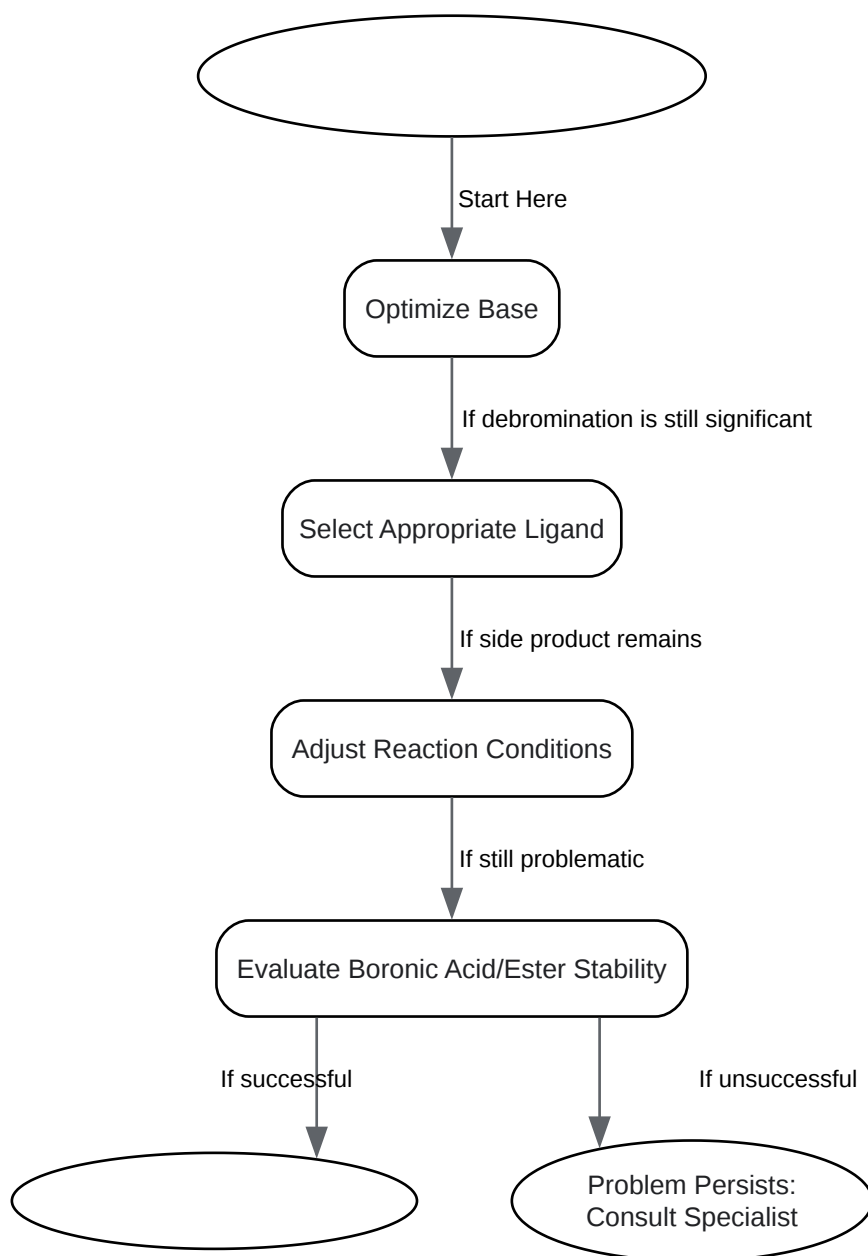 Start Here
Optimize Base
If debromination is still significant
Select Appropriate Ligand
If side product remains
Adjust Reaction Conditions
If still problematic
Evaluate Boronic Acid/Ester Stability
If successful
If unsuccessful
Problem Persists:
Consult Specialist